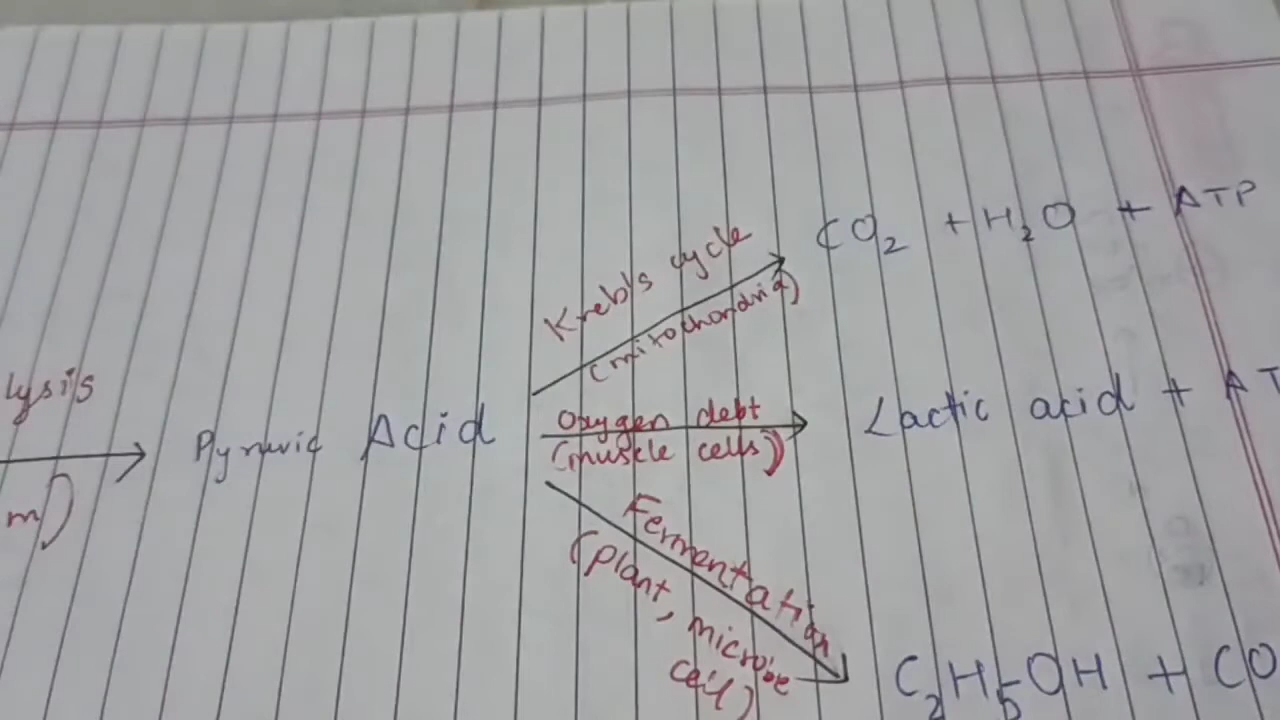 CO2 + H2O + ATP
Kreb's cycle
(mitochondria)
lysis
Pyruvic Acid
Oxygen debt
(muscle cells)
Lactic acid + AT
m)
Fermentation
(plant, microbe
cell)
C2H5OH + CO